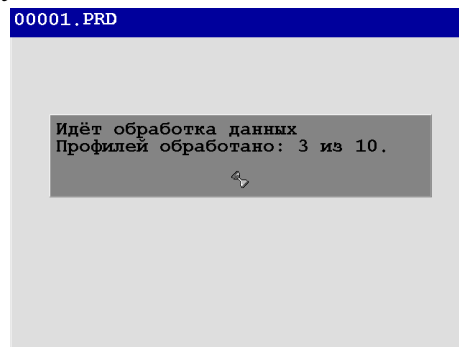 00001.PRD
Идёт обработка данных
Профилей обработано: 3 из 10.